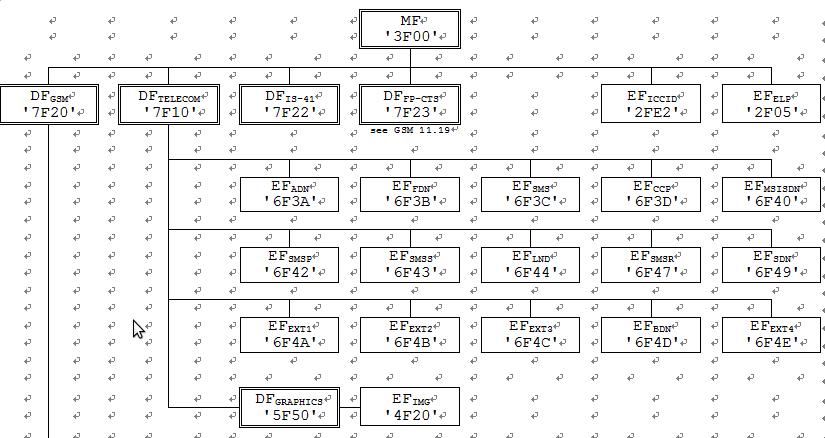 MF
'3F00'
DFGSM DFTELECOM DFIS-41 DFFP-CTS EFICCID EFELP
'7F20' '7F10' '7F22' '7F23' '2FE2' '2F05'
see GSM 11.19
EFADN EFFDN EFSMS EFCCP EFMSISDN
'6F3A' '6F3B' '6F3C' '6F3D' '6F40'
EFSMSP EFSMSS EFLND EFSMSR EFSDN
'6F42' '6F43' '6F44' '6F47' '6F49'
EFEXT1 EFEXT2 EFEXT3 EFBDN EFEXT4
'6F4A' '6F4B' '6F4C' '6F4D' '6F4E'
DFGRAPHICS EFIMG
'5F50' '4F20'